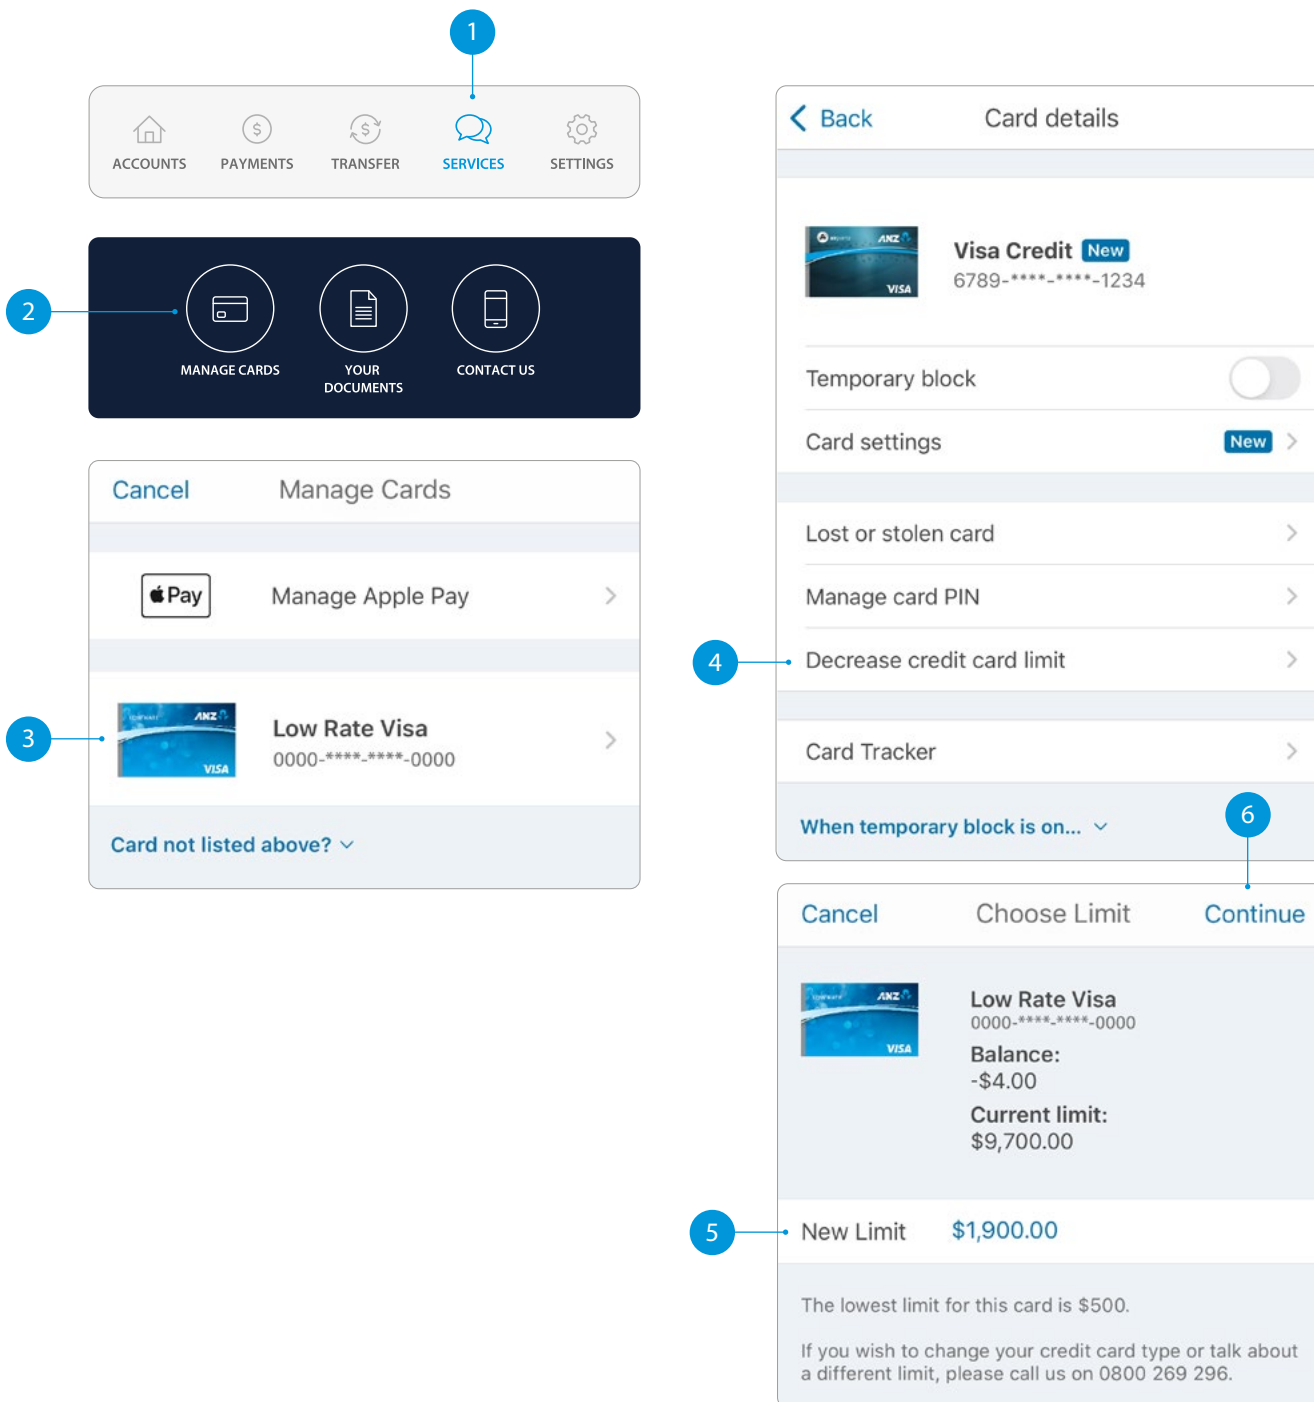 1
ACCOUNTS
PAYMENTS
TRANSFER
SERVICES
SETTINGS
2
MANAGE CARDS
YOUR
DOCUMENTS
CONTACT US
Cancel
Manage Cards
Pay
Manage Apple Pay
3
LOW RATE
ANZ
VISA
Low Rate Visa
0000-****-****-0000
Card not listed above?
Back
Card details
ANZ
VISA
Visa Credit New
6789-****-****-1234
Temporary block
Card settings
New
Lost or stolen card
Manage card PIN
4
Decrease credit card limit
Card Tracker
When temporary block is on...
6
Cancel
Choose Limit
Continue
LOW RATE
ANZ
VISA
Low Rate Visa
0000-****-****-0000
Balance:
-$4.00
Current limit:
$9,700.00
5
New Limit
$1,900.00
The lowest limit for this card is $500.
If you wish to change your credit card type or talk about
a different limit, please call us on 0800 269 296.